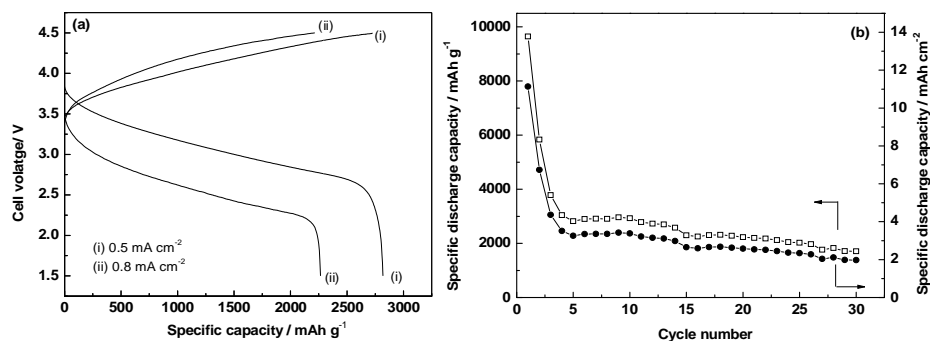 (a)
(ii)
(i)
4.5
4.0
3.5
3.0
2.5
2.0
1.5
Cell volatge/ V
(i) 0.5 mA cm-2
(ii) 0.8 mA cm-2
(ii)
(i)
0 500 1000 1500 2000 2500 3000
Specific capacity / mAh g-1
(b)
10000
8000
6000
4000
2000
0
Specific discharge capacity / mAh g-1
14
12
10
8
6
4
2
0
Specific discharge capacity / mAh cm-2
0 5 10 15 20 25 30
Cycle number